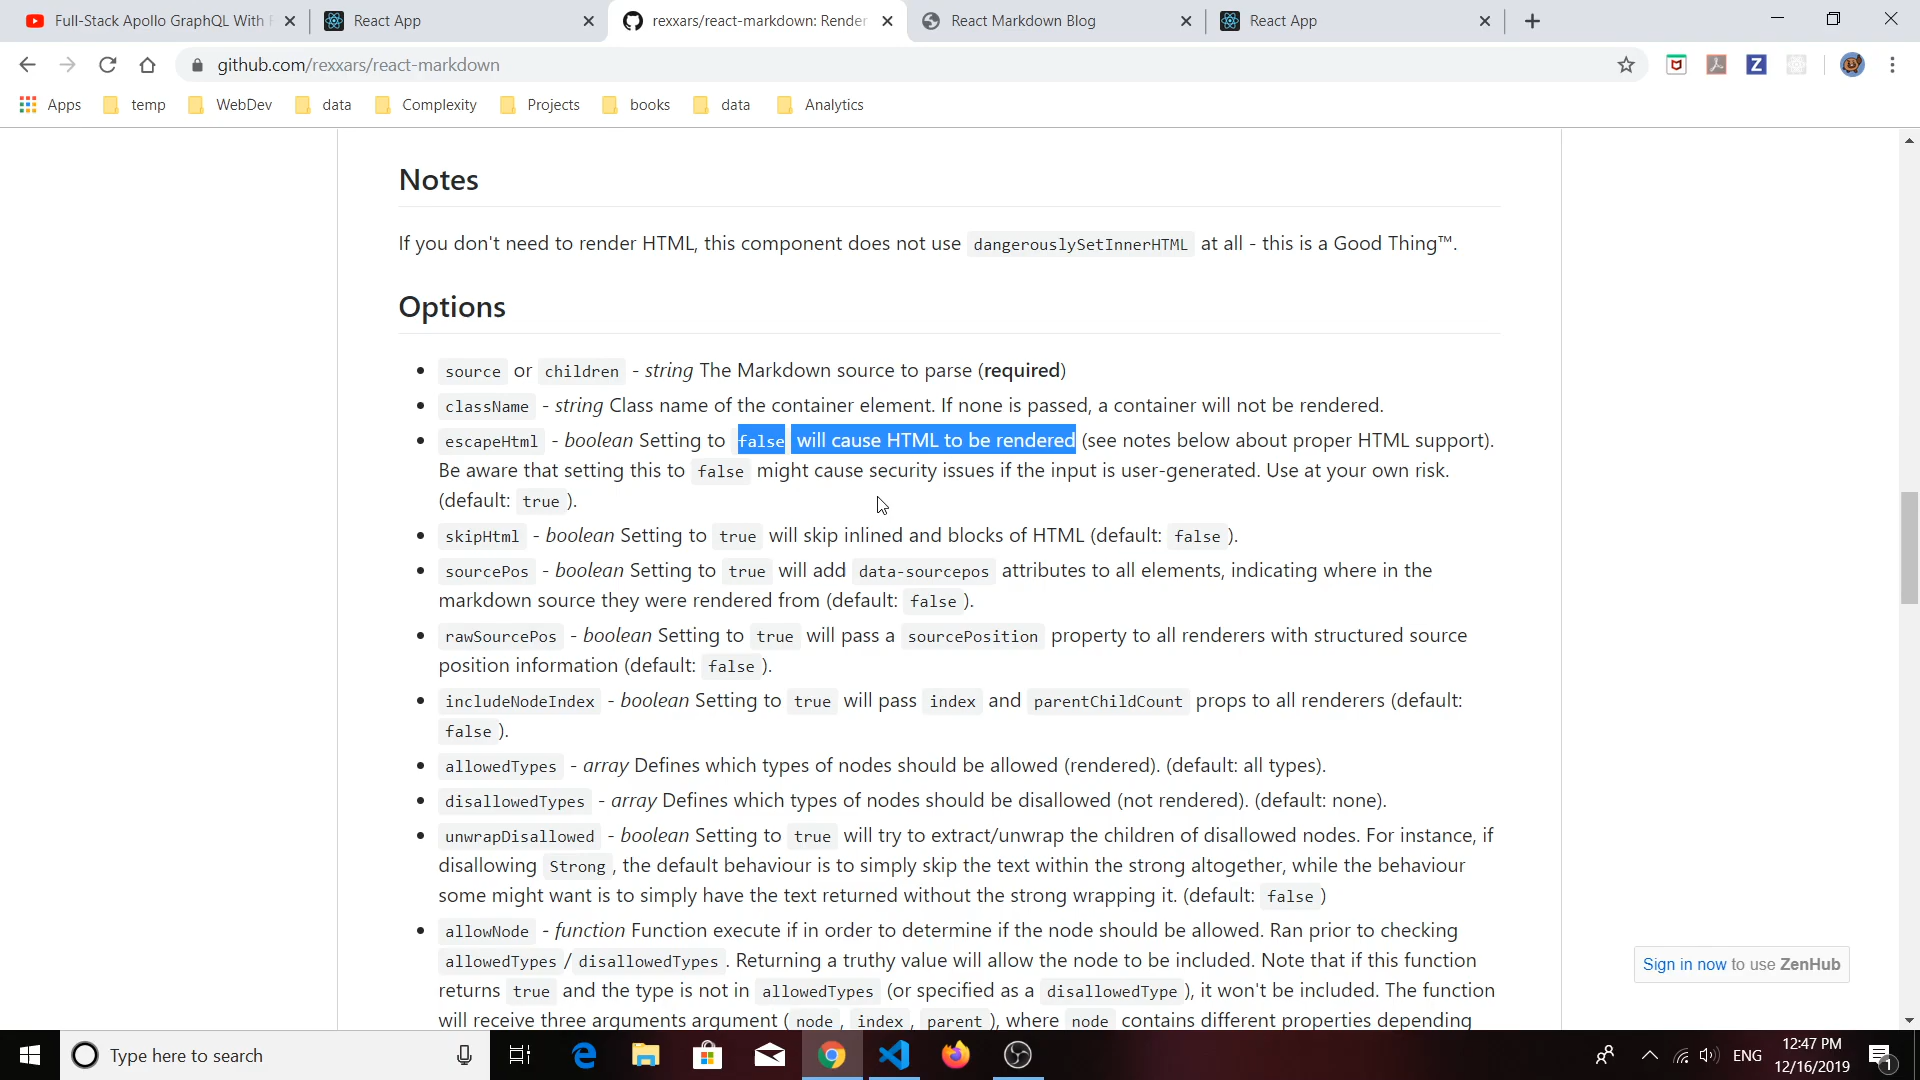 Full-Stack Apollo GraphQL With
React App
rexxars/react-markdown: Render
React Markdown Blog
React App
github.com/rexxars/react-markdown
Apps
temp
WebDev
data
Complexity
Projects
books
data
Analytics
Notes
If you don't need to render HTML, this component does not use dangerouslySetInnerHTML at all - this is a Good Thing™.
Options
source or children - string The Markdown source to parse (required)
className - string Class name of the container element. If none is passed, a container will not be rendered.
escapeHtml - boolean Setting to false will cause HTML to be rendered (see notes below about proper HTML support).
Be aware that setting this to false might cause security issues if the input is user-generated. Use at your own risk.
(default: true ).
skipHtml - boolean Setting to true will skip inlined and blocks of HTML (default: false ).
sourcePos - boolean Setting to true will add data-sourcepos attributes to all elements, indicating where in the
markdown source they were rendered from (default: false ).
rawSourcePos - boolean Setting to true will pass a sourcePosition property to all renderers with structured source
position information (default: false ).
includeNodeIndex - boolean Setting to true will pass index and parentChildCount props to all renderers (default:
false ).
allowedTypes - array Defines which types of nodes should be allowed (rendered). (default: all types).
disallowedTypes - array Defines which types of nodes should be disallowed (not rendered). (default: none).
unwrapDisallowed - boolean Setting to true will try to extract/unwrap the children of disallowed nodes. For instance, if
disallowing Strong , the default behaviour is to simply skip the text within the strong altogether, while the behaviour
some might want is to simply have the text returned without the strong wrapping it. (default: false )
allowNode - function Function execute if in order to determine if the node should be allowed. Ran prior to checking
allowedTypes / disallowedTypes . Returning a truthy value will allow the node to be included. Note that if this function
returns true and the type is not in allowedTypes (or specified as a disallowedType ), it won't be included. The function
will receive three arguments argument ( node , index , parent ), where node contains different properties depending
Sign in now to use ZenHub
Type here to search
ENG
12:47 PM
12/16/2019
1